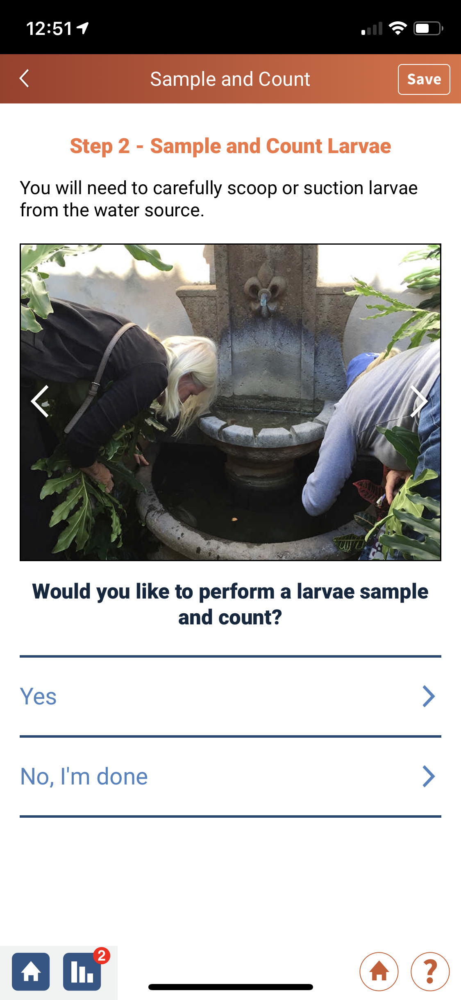 12:51
Sample and Count
Save
Step 2 - Sample and Count Larvae
You will need to carefully scoop or suction larvae
from the water source.
Would you like to perform a larvae sample
and count?
Yes
No, I'm done
2
?